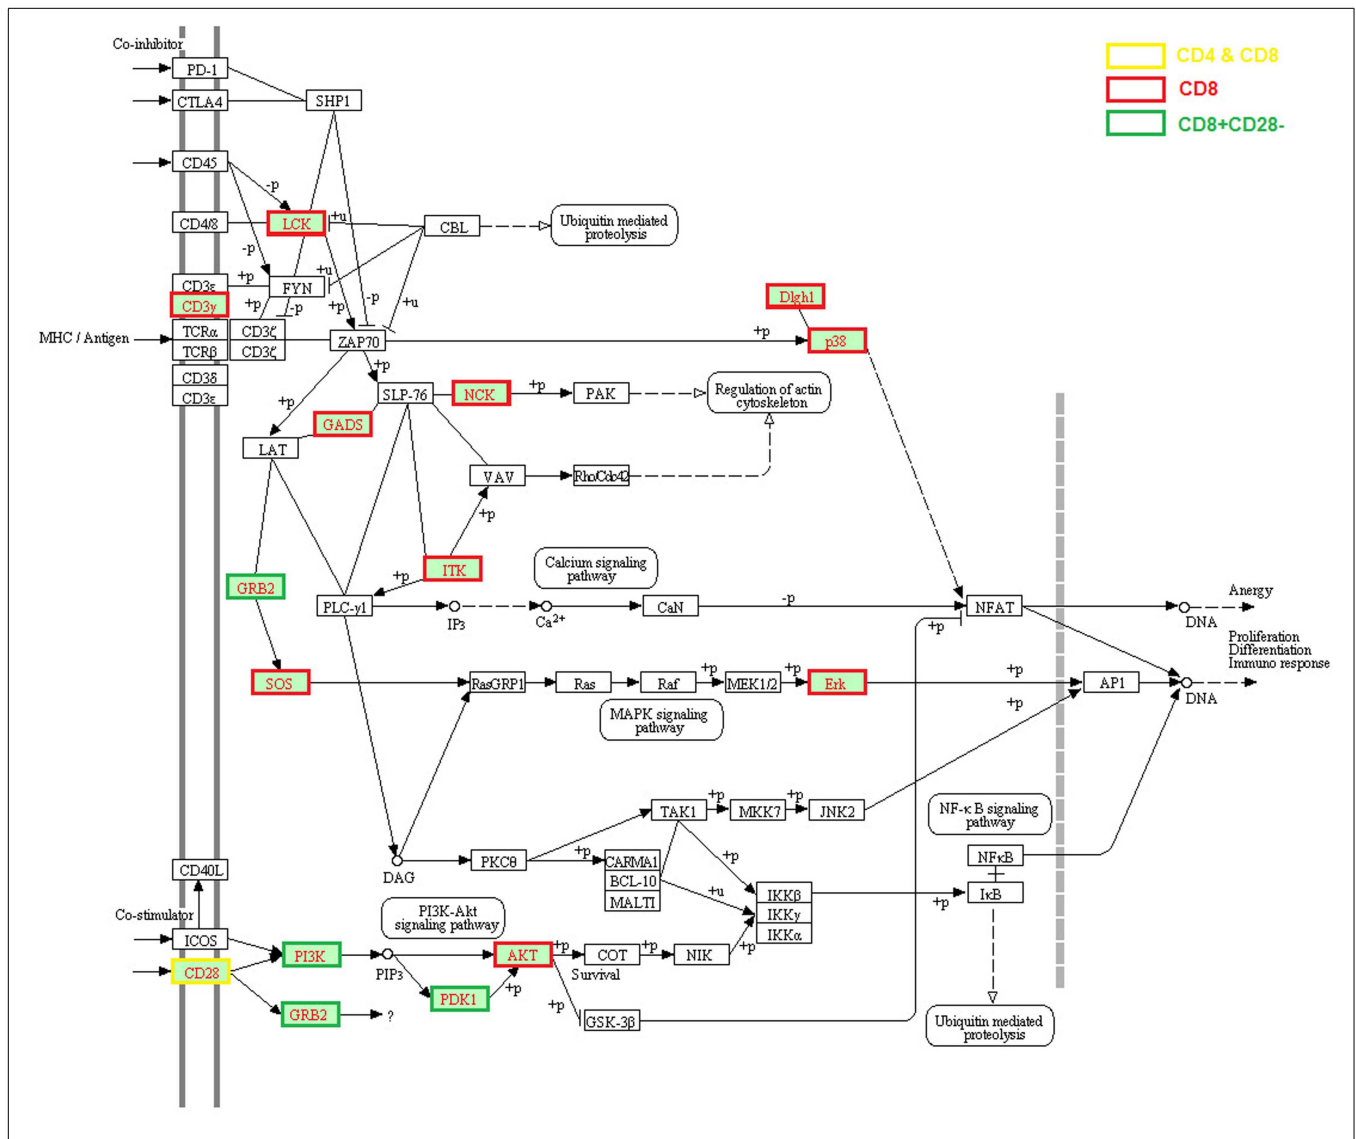 Co-inhibitor
PD-1
CTLA4
SHP1
CD4 & CD8
CD8
CD8+CD28-
CD45
-p
CD4/8
LCK
+u
CBL
Ubiquitin mediated
proteolysis
-p
CD3ε
+p
FYN
+u
CD3γ
+p
-p
+p
-p
+u
Dlgh1
MHC / Antigen
TCRα
CD3ζ
TCRβ
CD3ζ
ZAP70
+p
p38
CD3δ
CD3ε
+p
SLP-76
NCK
+p
PAK
Regulation of actin
cytoskeleton
+p
GADS
LAT
VAV
Rho/Cdc42
+p
Calcium signaling
pathway
ITK
+p
GRB2
PLC-γ1
IP3
Ca2+
CaN
-p
NFAT
+p
DNA
Anergy
Proliferation
Differentiation
Immuno response
SOS
RasGRP1
Ras
Raf
+p
MEK1/2
+p
Erk
+p
AP1
DNA
MAPK signaling
pathway
+p
TAK1
+p
MKK7
+p
JNK2
NF-κ B signaling
pathway
DAG
PKCθ
+p
CARMA1
BCL-10
MALTI
+p
+u
IKKβ
IKKγ
IKKα
+p
NFκB
IκB
CD40L
Co-stimulator
ICOS
CD28
PI3K-Akt
signaling pathway
PI3K
PIP3
AKT
+p
COT
+p
NIK
+p
Survival
PDK1
+p
GRB2
?
+p
GSK-3β
Ubiquitin mediated
proteolysis